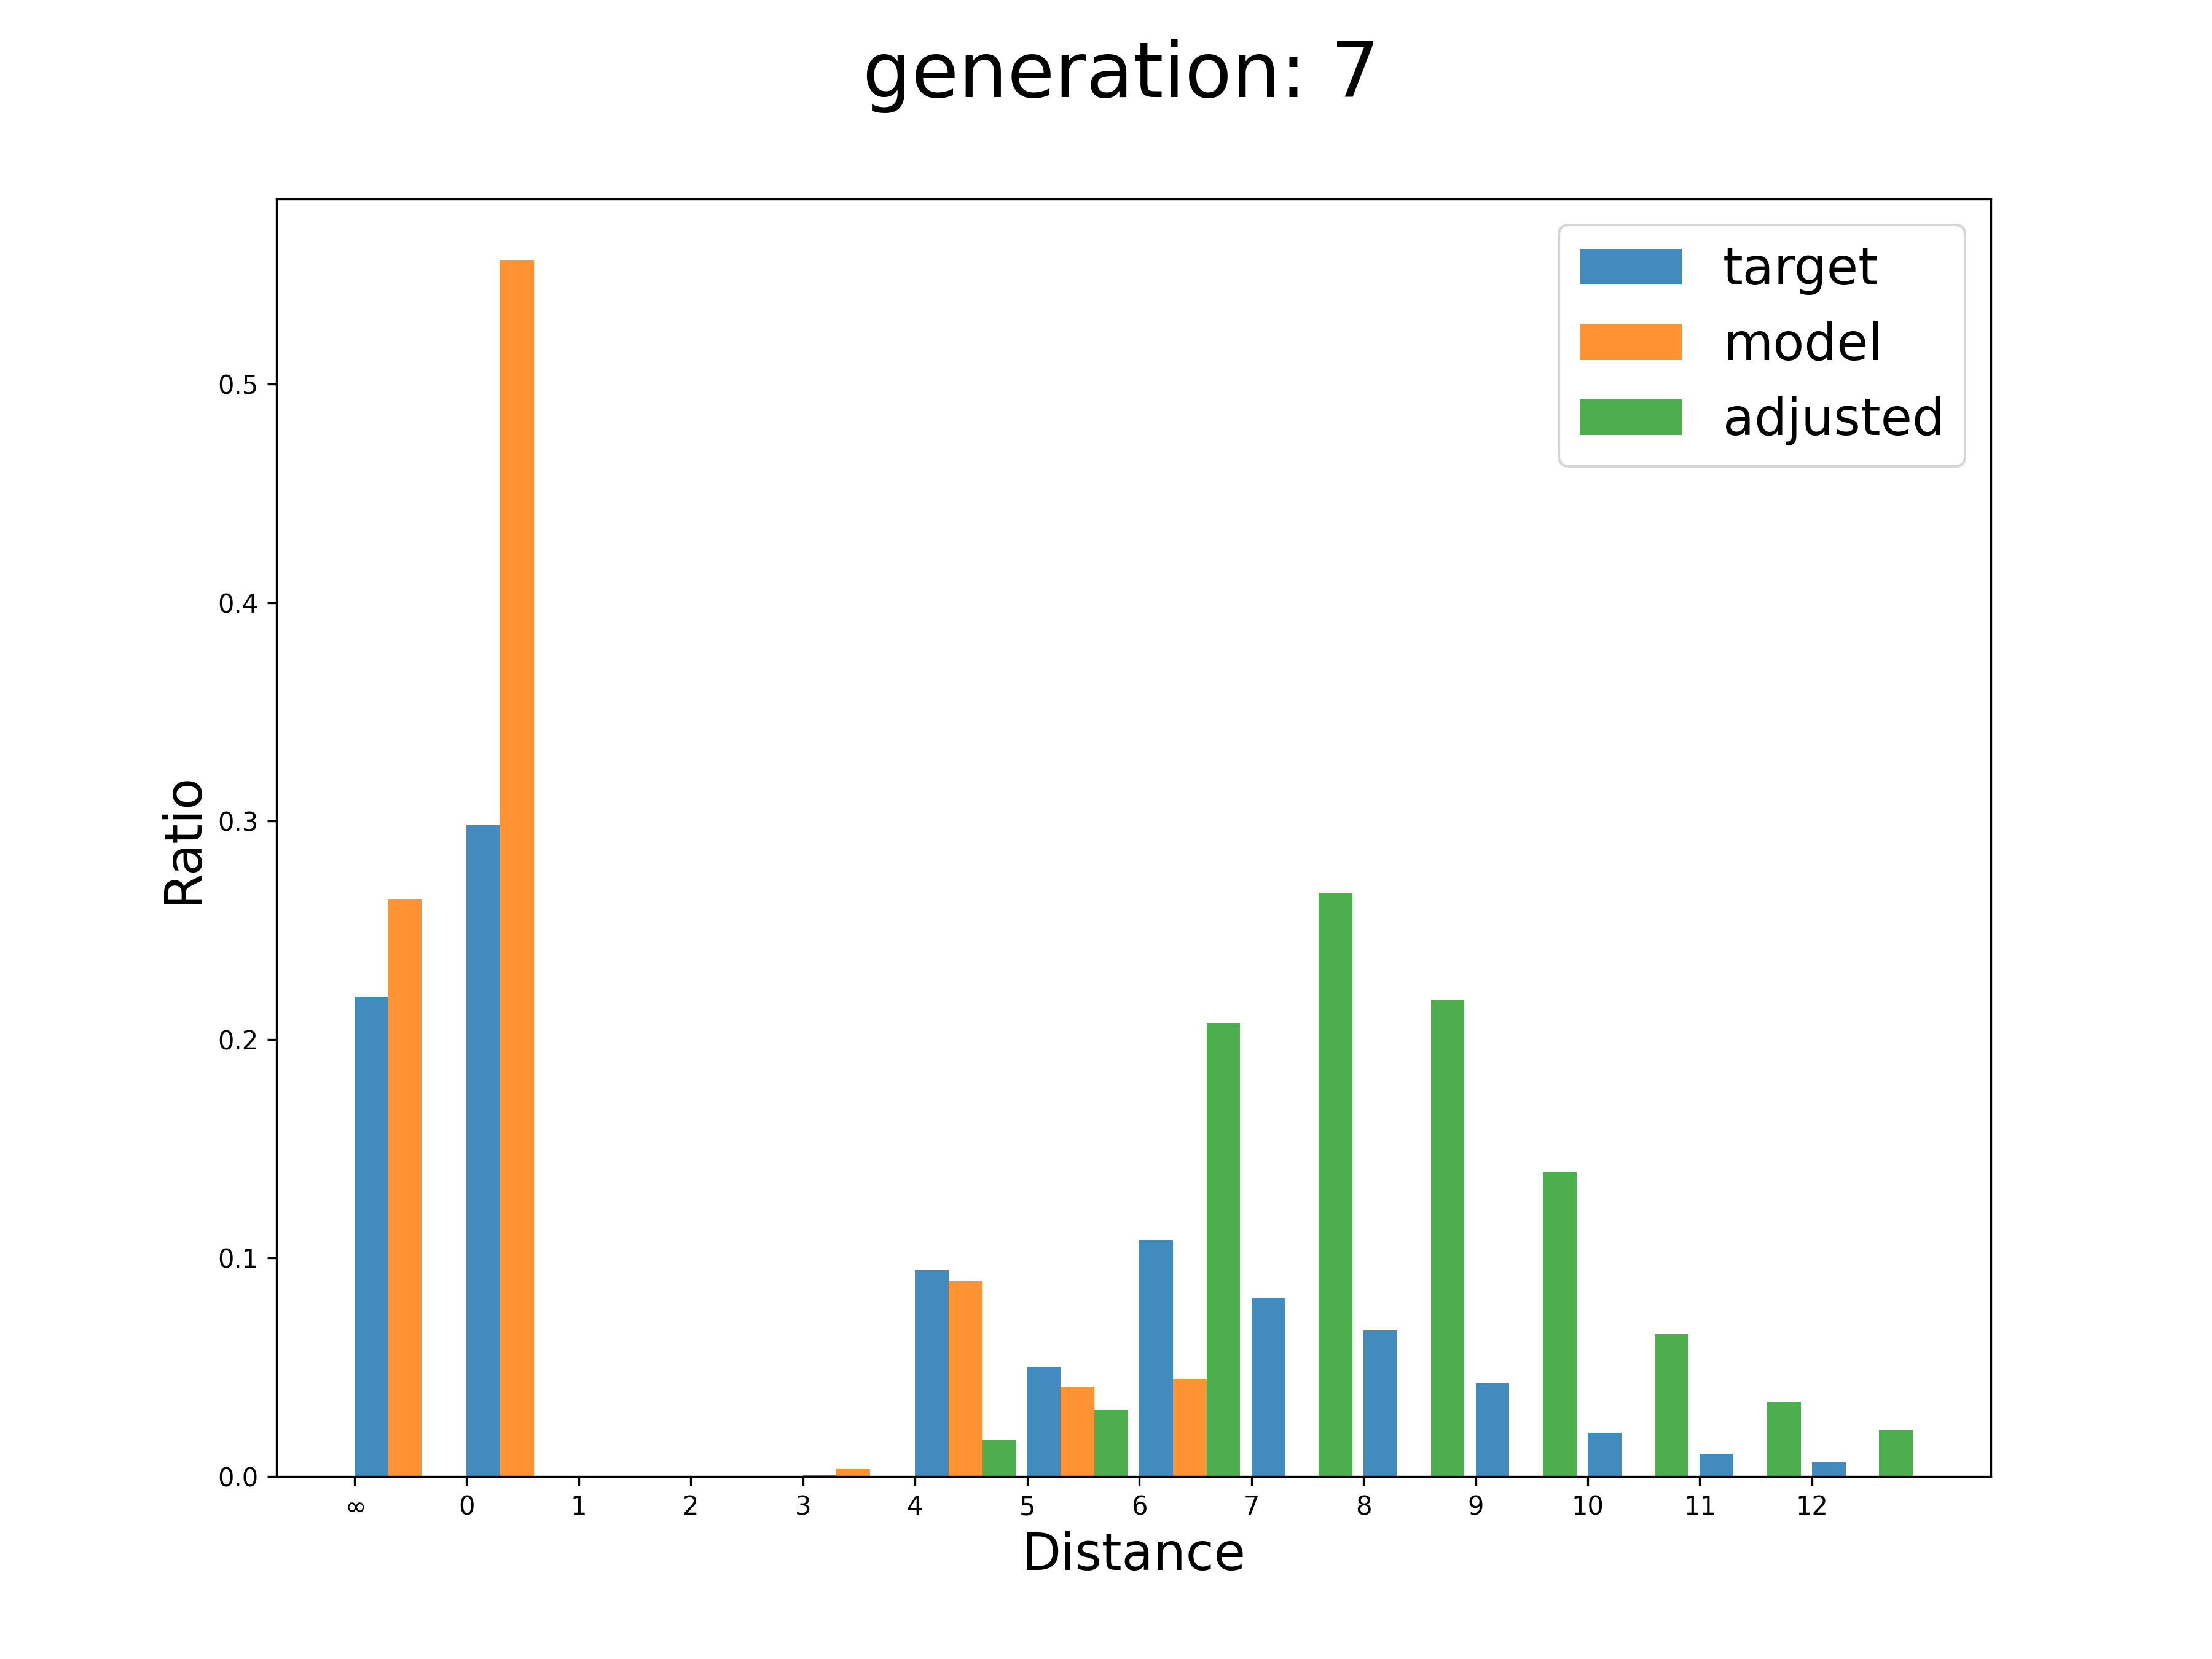 generation: 7
target
model
adjusted
0.5
0.4
0.3
0.2
0.1
0.0
Ratio
∞ 0 1 2 3 4 5 6 7 8 9 10 11 12
Distance